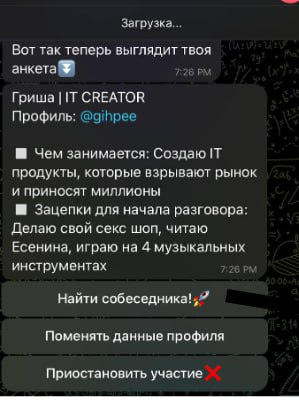 Загрузка...
Вот так теперь выглядит твоя
анкета⏬
7:26 PM
Гриша | IT CREATOR
Профиль: @gihpee
◻️ Чем занимается: Создаю IT
продукты, которые взрывают рынок
и приносят миллионы
◻️ Зацепки для начала разговора:
Делаю свой секс шоп, читаю
Есенина, играю на 4 музыкальных
инструментах
7:26 PM
Найти собеседника!🚀
Поменять данные профиля
Приостановить участие❌